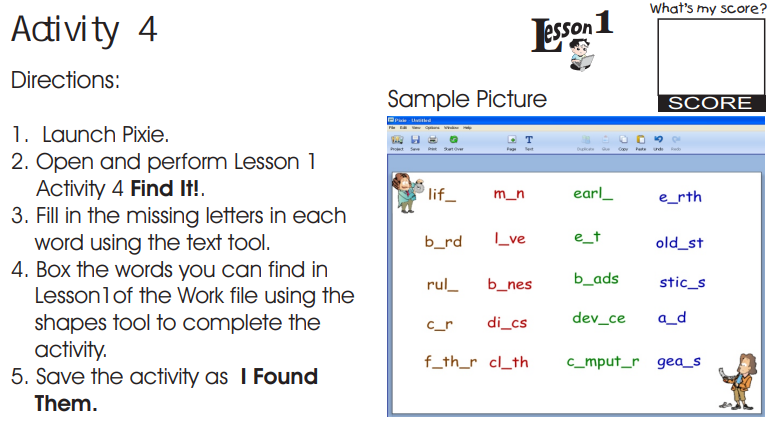 Activity 4
Lesson 1
What's my score?
SCORE
Directions:
1. Launch Pixie.
2. Open and perform Lesson 1
Activity 4 Find It!.
3. Fill in the missing letters in each
word using the text tool.
4. Box the words you can find in
Lesson1of the Work file using the
shapes tool to complete the
activity.
5. Save the activity as I Found
Them.
Sample Picture
Pixie - Untitled
File Edit View Options Window Help
Project Save Print Start Over Page Text Duplicate Copy Paste Undo Redo
lif_ m_n earl_ e_rth
b_rd l_ve e_t old_st
rul_ b_nes b_ads stic_s
c_r di_cs dev_ce a_d
f_th_r cl_th c_mput_r gea_s